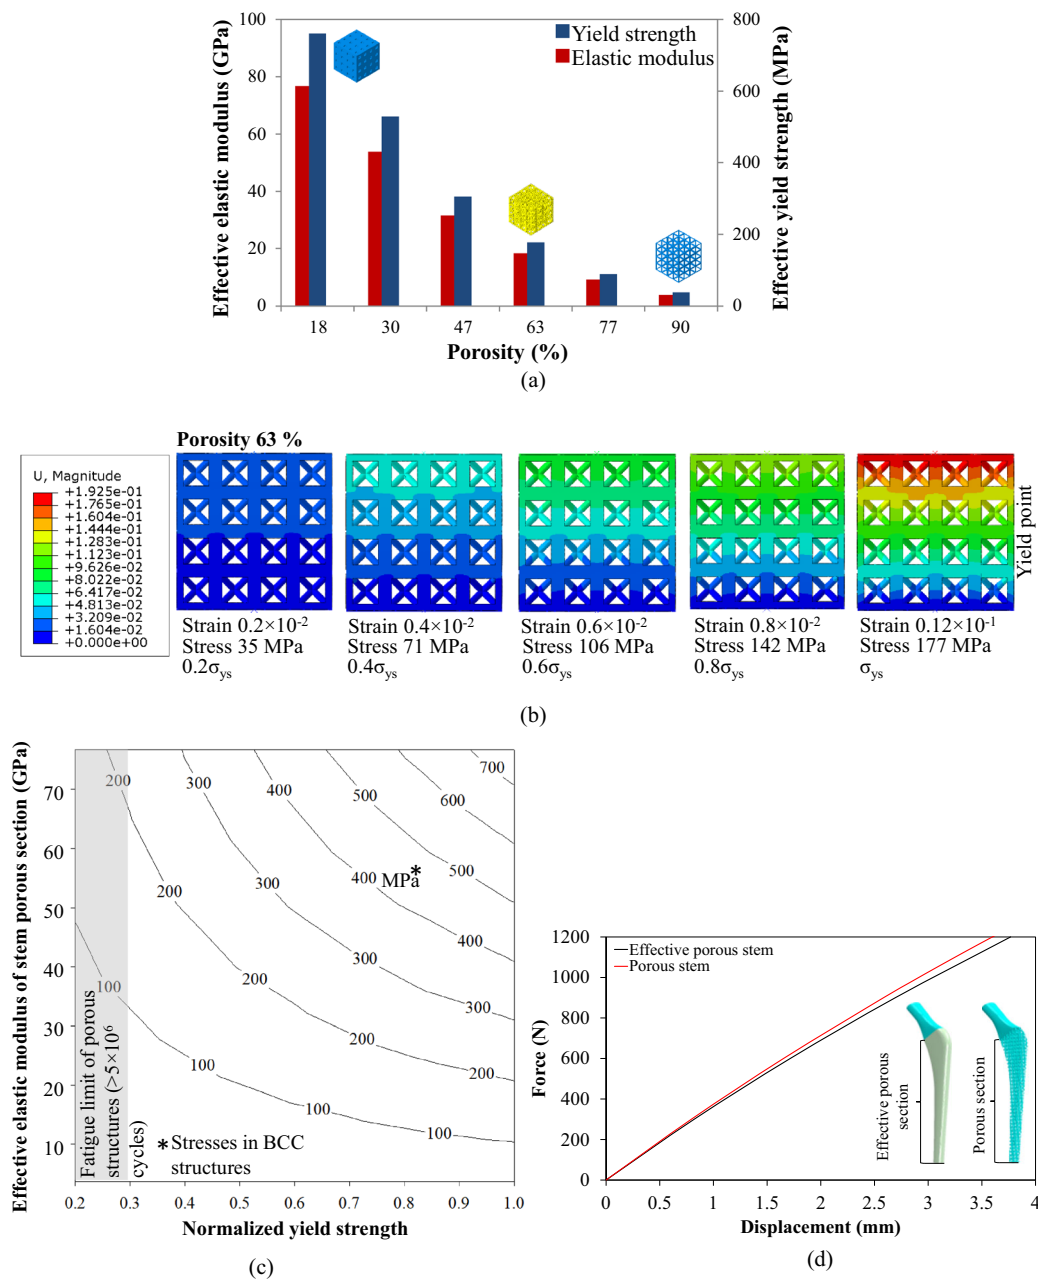 100
80
60
40
20
0
Effective elastic modulus (GPa)
Yield strength
Elastic modulus
800
600
400
200
0
Effective yield strength (MPa)
18 30 47 63 77 90
Porosity (%)
(a)
Porosity 63 %
U, Magnitude
+1.925e-01
+1.765e-01
+1.604e-01
+1.444e-01
+1.283e-01
+1.123e-01
+9.626e-02
+8.022e-02
+6.417e-02
+4.813e-02
+3.209e-02
+1.604e-02
+0.000e+00
Yield point
Strain 0.2×10⁻²
Stress 35 MPa
0.2σys
Strain 0.4×10⁻²
Stress 71 MPa
0.4σys
Strain 0.6×10⁻²
Stress 106 MPa
0.6σys
Strain 0.8×10⁻²
Stress 142 MPa
0.8σys
Strain 0.12×10⁻¹
Stress 177 MPa
σys
(b)
Effective elastic modulus of stem porous section (GPa)
70
60
50
40
30
20
10
200 300 400 500 600 700
200 300 400 500
MPa*
100 200 300 400
100 200 300
100 200
100
Fatigue limit of porous
structures (>5×10⁶
cycles)
*Stresses in BCC
structures
0.2 0.3 0.4 0.5 0.6 0.7 0.8 0.9 1.0
Normalized yield strength
(c)
Force (N)
1200
1000
800
600
400
200
0
Effective porous stem
Porous stem
Effective porous
section
Porous section
0 0.5 1 1.5 2 2.5 3 3.5 4
Displacement (mm)
(d)